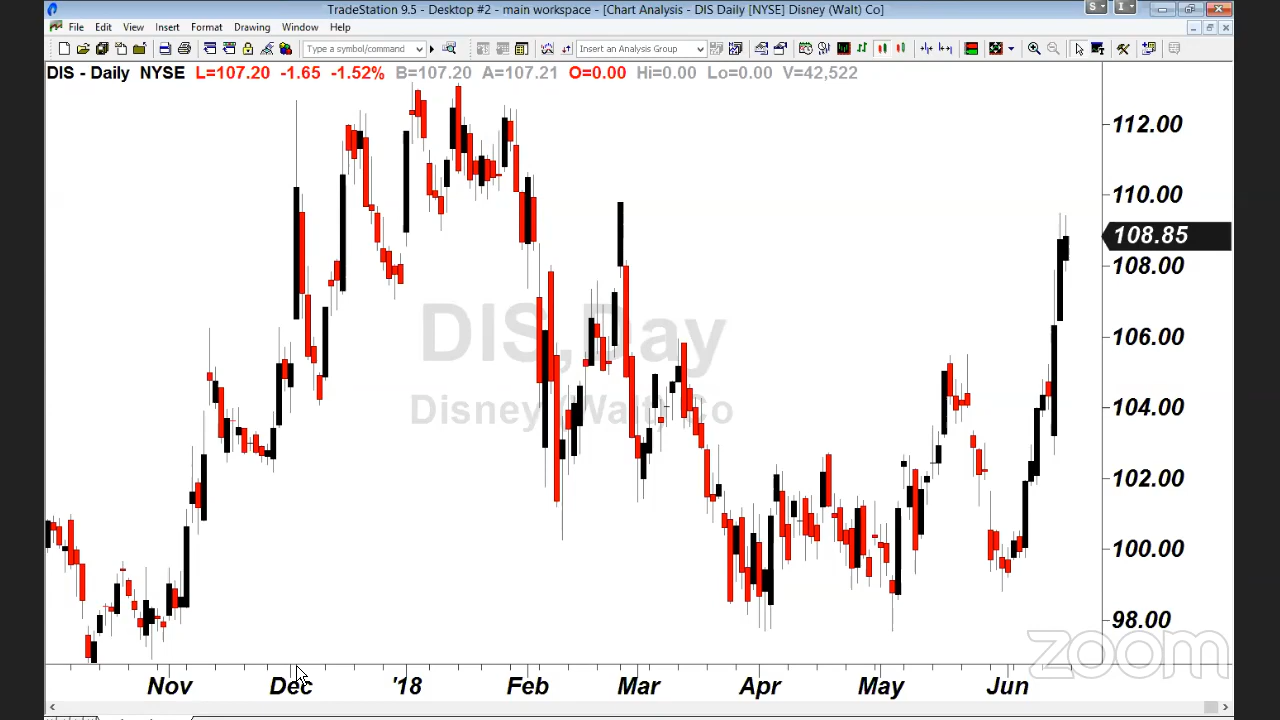 TradeStation 9.5 - Desktop #2 - main workspace - [Chart Analysis - DIS Daily [NYSE] Disney (Walt) Co]
S
I
File Edit View Insert Format Drawing Window Help
Type a symbol/command
Insert an Analysis Group
DIS - Daily NYSE L=107.20 -1.65 -1.52% B=107.20 A=107.21 O=0.00 Hi=0.00 Lo=0.00 V=42,522
112.00
110.00
108.85
108.00
106.00
104.00
102.00
100.00
98.00
DIS,Day
Disney (Walt) Co
zoom
Nov Dec '18 Feb Mar Apr May Jun